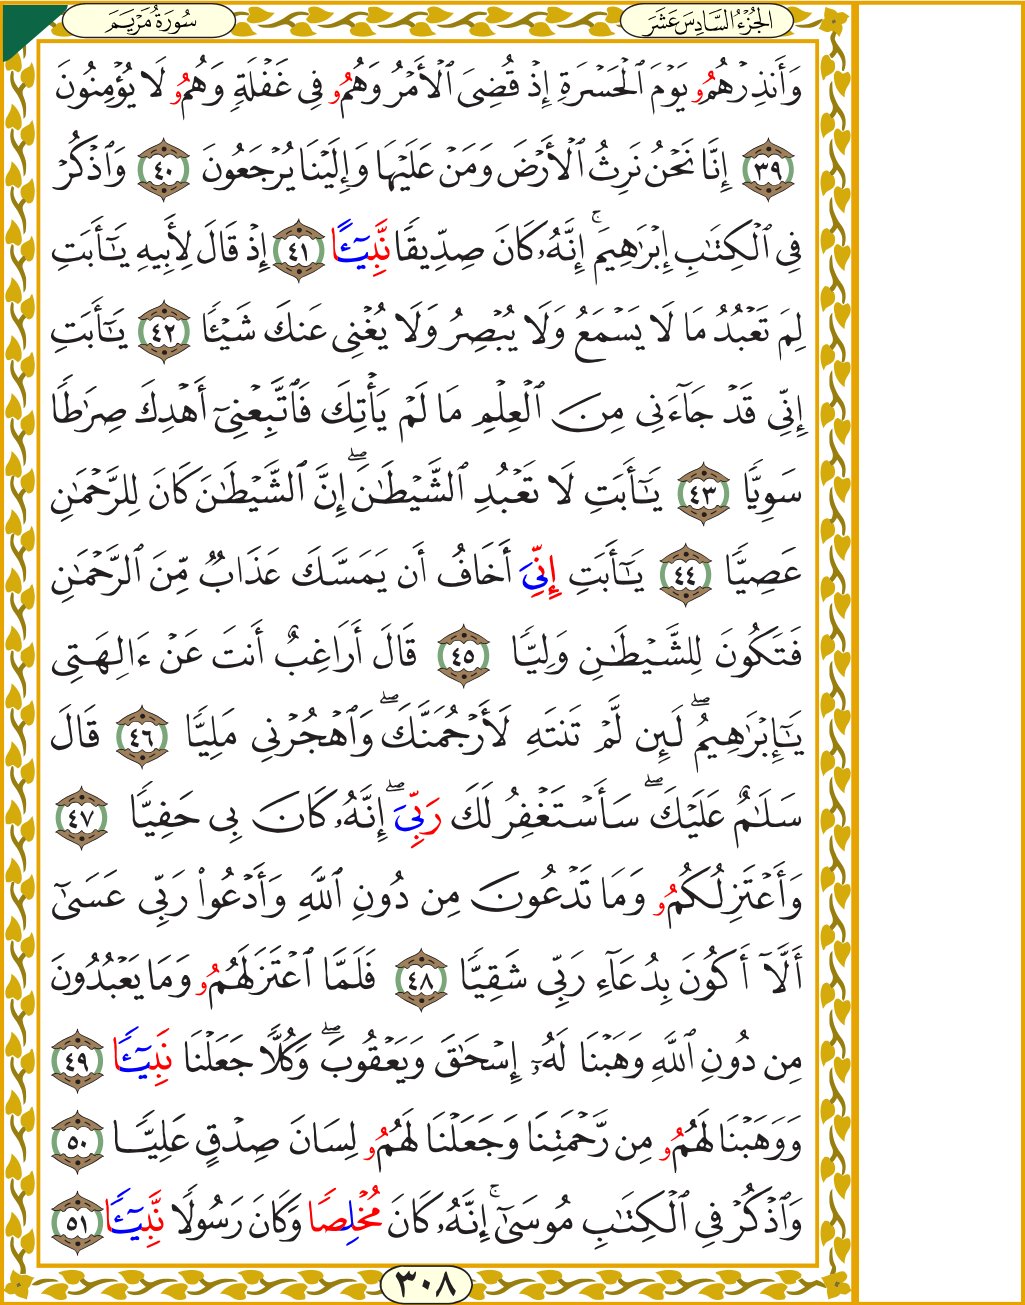 الجُزْءُ السَّادِسَ عَشَرَ
سُورَةُ مَرْيَمَ
وَأَنذِرْهُمُۥ يَوْمَ ٱلْحَسْرَةِ إِذْ قُضِىَ ٱلْأَمْرُ وَهُمُۥ فِى غَفْلَةٍ وَهُمُۥ لَا يُؤْمِنُونَ
٣٩ إِنَّا نَحْنُ نَرِثُ ٱلْأَرْضَ وَمَنْ عَلَيْهَا وَإِلَيْنَا يُرْجَعُونَ ٤٠ وَٱذْكُرْ
فِى ٱلْكِتَٰبِ إِبْرَٰهِيمَ ۚ إِنَّهُۥ كَانَ صِدِّيقًا نَّبِيٓـًٔا ٤١ إِذْ قَالَ لِأَبِيهِ يَٰٓأَبَتِ
لِمَ تَعْبُدُ مَا لَا يَسْمَعُ وَلَا يُبْصِرُ وَلَا يُغْنِى عَنكَ شَيْـًٔا ٤٢ يَٰٓأَبَتِ
إِنِّى قَدْ جَآءَنِى مِنَ ٱلْعِلْمِ مَا لَمْ يَأْتِكَ فَٱتَّبِعْنِىٓ أَهْدِكَ صِرَٰطًا
سَوِيًّا ٤٣ يَٰٓأَبَتِ لَا تَعْبُدِ ٱلشَّيْطَٰنَ ۖ إِنَّ ٱلشَّيْطَٰنَ كَانَ لِلرَّحْمَٰنِ
عَصِيًّا ٤٤ يَٰٓأَبَتِ إِنِّىَ أَخَافُ أَن يَمَسَّكَ عَذَابٌ مِّنَ ٱلرَّحْمَٰنِ
فَتَكُونَ لِلشَّيْطَٰنِ وَلِيًّا ٤٥ قَالَ أَرَاغِبٌ أَنتَ عَنْ ءَالِهَتِى
يَٰٓإِبْرَٰهِيمُ ۖ لَئِن لَّمْ تَنتَهِ لَأَرْجُمَنَّكَ ۖ وَٱهْجُرْنِى مَلِيًّا ٤٦ قَالَ
سَلَٰمٌ عَلَيْكَ ۖ سَأَسْتَغْفِرُ لَكَ رَبِّىَ ۖ إِنَّهُۥ كَانَ بِى حَفِيًّا ٤٧
وَأَعْتَزِلُكُمُۥ وَمَا تَدْعُونَ مِن دُونِ ٱللَّهِ وَأَدْعُوا۟ رَبِّى عَسَىٰٓ
أَلَّآ أَكُونَ بِدُعَآءِ رَبِّى شَقِيًّا ٤٨ فَلَمَّا ٱعْتَزَلَهُمُۥ وَمَا يَعْبُدُونَ
مِن دُونِ ٱللَّهِ وَهَبْنَا لَهُۥٓ إِسْحَٰقَ وَيَعْقُوبَ ۖ وَكُلًّا جَعَلْنَا نَبِيٓـًٔا ٤٩
وَوَهَبْنَا لَهُمُۥ مِن رَّحْمَتِنَا وَجَعَلْنَا لَهُمُۥ لِسَانَ صِدْقٍ عَلِيًّا ٥٠
وَٱذْكُرْ فِى ٱلْكِتَٰبِ مُوسَىٰٓ ۚ إِنَّهُۥ كَانَ مُخْلِصًا وَكَانَ رَسُولًا نَّبِيٓـًٔا ٥١
٣٠٨